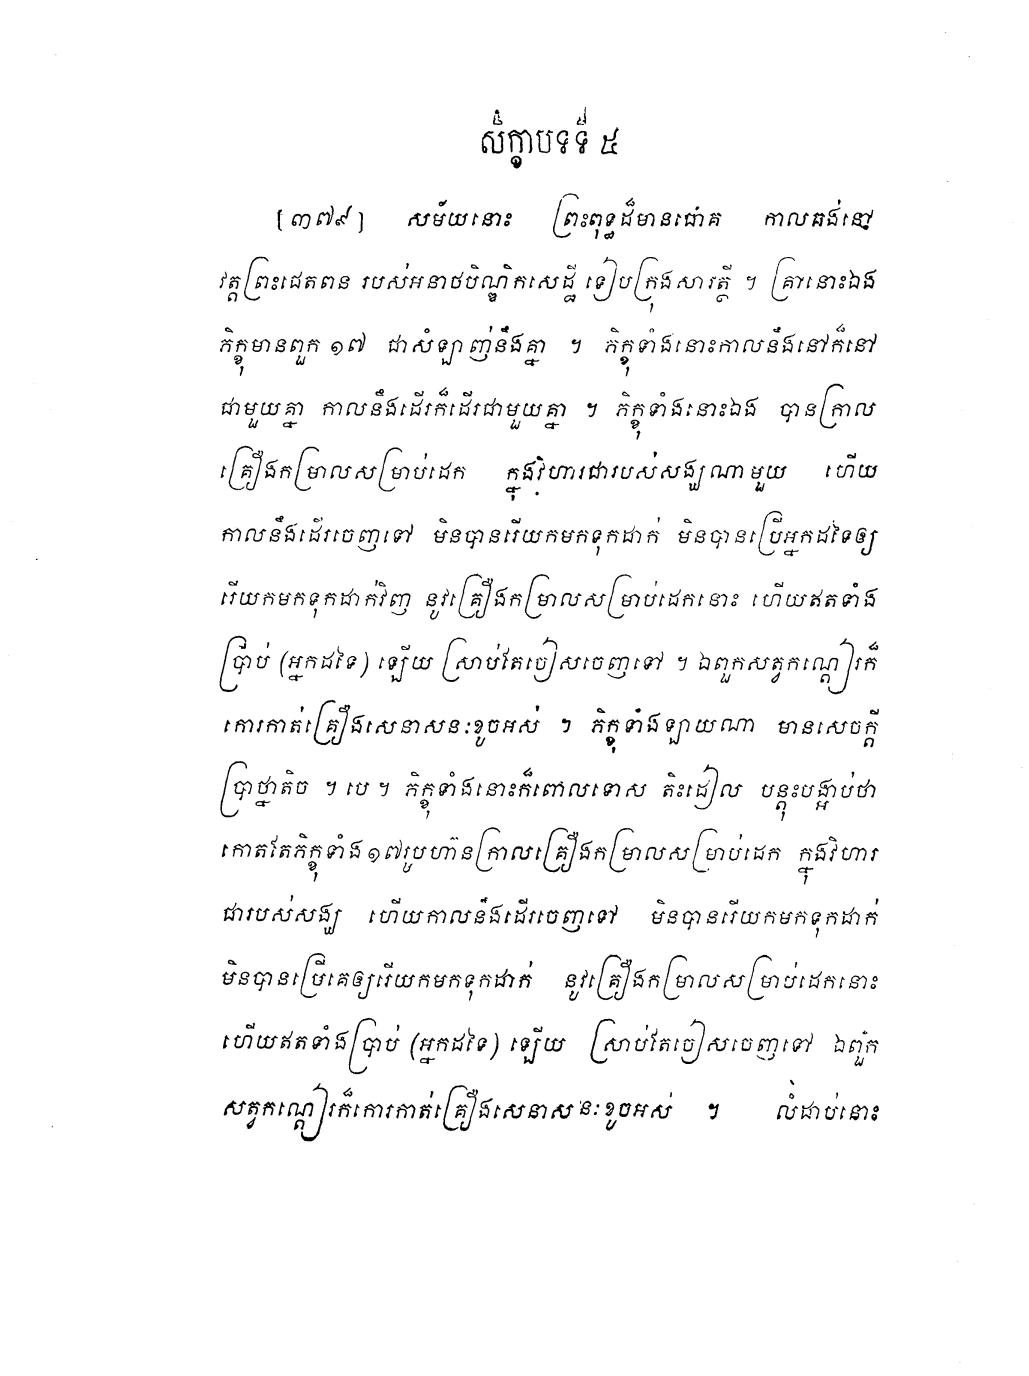 សិក្ខាបទទី ៥
[៣៧៩] សម័យនោះ ព្រះពុទ្ធដ៏មានជោគ កាលគង់នៅ
វត្តព្រះជេតពន របស់អនាថបិណ្ឌិកសេដ្ឋី ទៀបក្រុងសាវត្ថី ។ គ្រានោះឯង
ភិក្ខុមានពួក ១៧ ជាសំឡាញ់នឹងគ្នា ។ ភិក្ខុទាំងនោះកាលនឹងនៅក៏នៅ
ជាមួយគ្នា កាលនឹងដើរក៏ដើរជាមួយគ្នា ។ ភិក្ខុទាំងនោះឯង បានក្រាល
គ្រឿងកម្រាលសម្រាប់ដេក ក្នុងវិហារជារបស់សង្ឃណាមួយ ហើយ
កាលនឹងដើរចេញទៅ មិនបានរើយកមកទុកដាក់ មិនបានប្រើអ្នកដទៃឲ្យ
រើយកមកទុកដាក់វិញ នូវគ្រឿងកម្រាលសម្រាប់ដេកនោះ ហើយឥតទាំង
ប្រាប់ (អ្នកដទៃ) ឡើយ ស្រាប់តែចៀសចេញទៅ ។ ឯពួកសត្វកណ្តៀរក៏
កោរកាត់គ្រឿងសេនាសនៈខូចអស់ ។ ភិក្ខុទាំងឡាយណា មានសេចក្តី
ប្រាថ្នាតិច ។ បេ ។ ភិក្ខុទាំងនោះក៏ពោលទោស តិះដៀល បន្តុះបង្អាប់ថា
កោតតែភិក្ខុទាំង១៧រូបហ៊ានក្រាលគ្រឿងកម្រាលសម្រាប់ដេក ក្នុងវិហារ
ជារបស់សង្ឃ ហើយកាលនឹងដើរចេញទៅ មិនបានរើយកមកទុកដាក់
មិនបានប្រើគេឲ្យរើយកមកទុកដាក់ នូវគ្រឿងកម្រាលសម្រាប់ដេកនោះ
ហើយឥតទាំងប្រាប់ (អ្នកដទៃ) ឡើយ ស្រាប់តែចៀសចេញទៅ ឯពួក
សត្វកណ្តៀរក៏កោរកាត់គ្រឿងសេនាសនៈខូចអស់ ។ លំដាប់នោះ